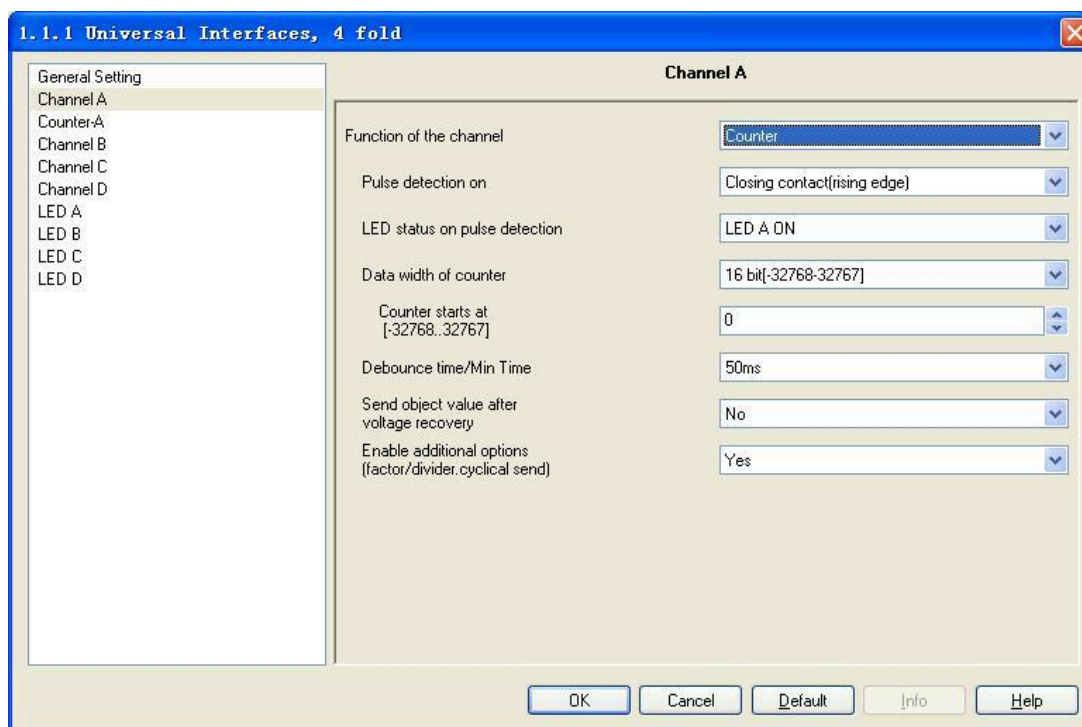 1.1.1 Universal Interfaces, 4 fold
General Setting
Channel A
Counter-A
Channel B
Channel C
Channel D
LED A
LED B
LED C
LED D
Channel A
Function of the channel
Counter
Pulse detection on
Closing contact(rising edge)
LED status on pulse detection
LED A ON
Data width of counter
16 bit[-32768-32767]
Counter starts at
[-32768..32767]
0
Debounce time/Min Time
50ms
Send object value after
voltage recovery
No
Enable additional options
(factor/divider.cyclical send)
Yes
OK
Cancel
Default
Info
Help